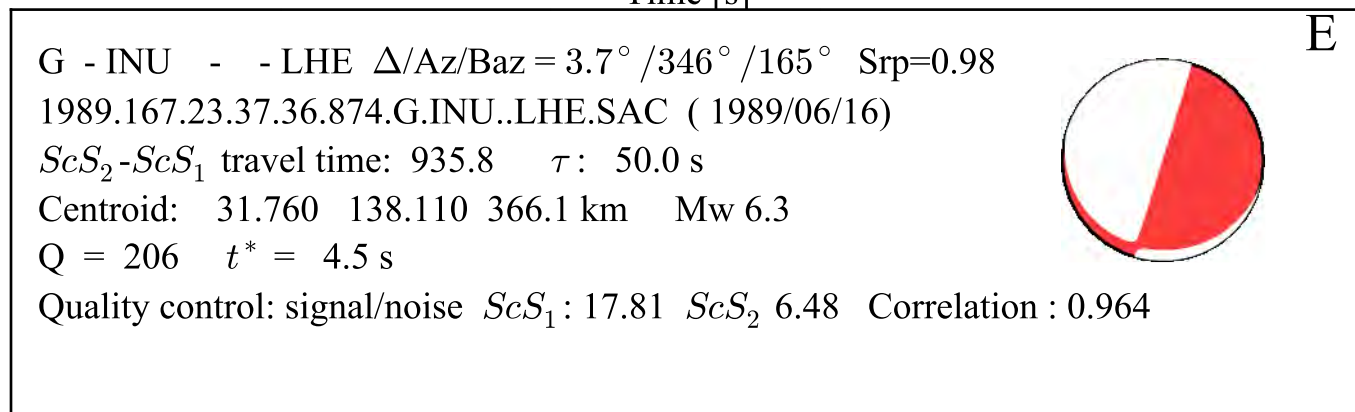 Time [s]
E
G - INU - - LHE Δ/Az/Baz = 3.7°/346°/165° Srp=0.98
1989.167.23.37.36.874.G.INU..LHE.SAC ( 1989/06/16)
ScS₂-ScS₁ travel time: 935.8 τ: 50.0 s
Centroid: 31.760 138.110 366.1 km Mw 6.3
Q = 206 t* = 4.5 s
Quality control: signal/noise ScS₁: 17.81 ScS₂ 6.48 Correlation : 0.964